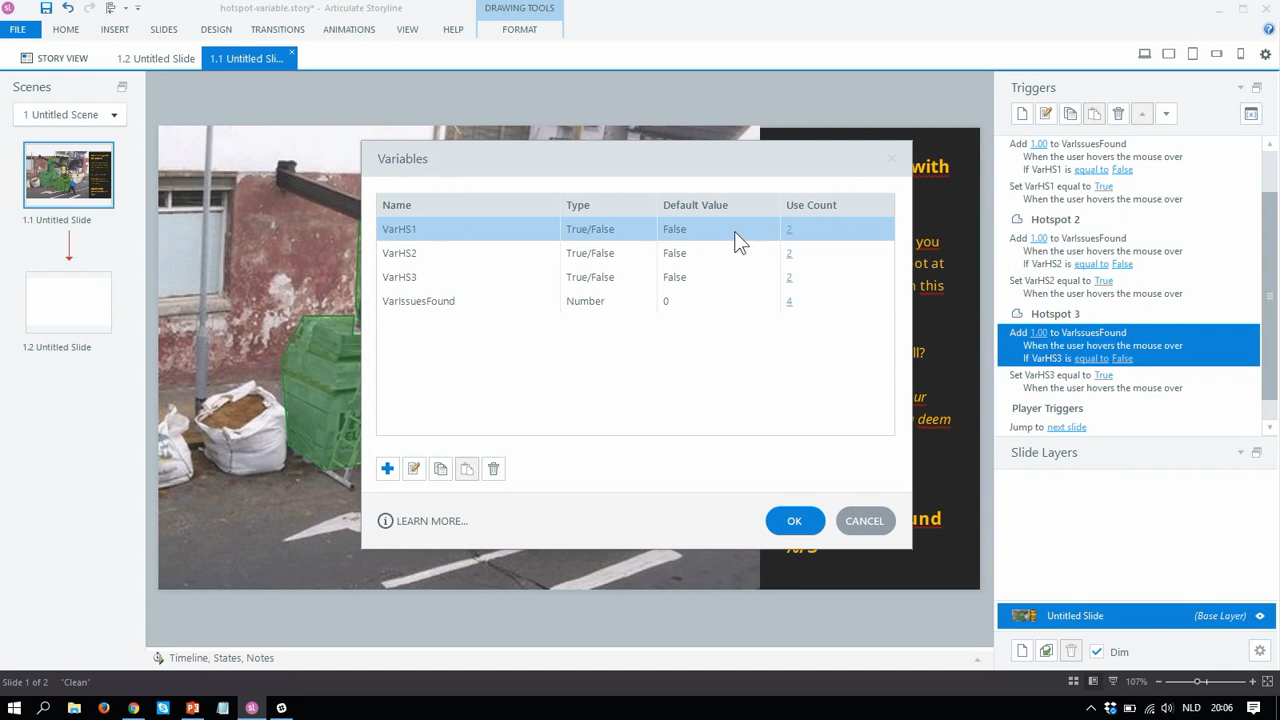 hotspot-variable.story* - Articulate Storyline
DRAWING TOOLS
FILE HOME INSERT SLIDES DESIGN TRANSITIONS ANIMATIONS VIEW HELP FORMAT
STORY VIEW 1.2 Untitled Slide 1.1 Untitled Sli...
Scenes
1 Untitled Scene
1.1 Untitled Slide
1.2 Untitled Slide
with
you
ot at
this
ll?
ur
deem
und
Variables
Name Type Default Value Use Count
VarHS1 True/False False 2
VarHS2 True/False False 2
VarHS3 True/False False 2
VarIssuesFound Number 0 4
LEARN MORE...
OK CANCEL
Triggers
Add 1.00 to VarIssuesFound
When the user hovers the mouse over
If VarHS1 is equal to False
Set VarHS1 equal to True
Hotspot 2
Add 1.00 to VarIssuesFound
When the user hovers the mouse over
If VarHS2 is equal to False
Set VarHS2 equal to True
When the user hovers the mouse over
Hotspot 3
Add 1.00 to VarIssuesFound
When the user hovers the mouse over
If VarHS3 is equal to False
Set VarHS3 equal to True
When the user hovers the mouse over
Player Triggers
Jump to next slide
Slide Layers
Untitled Slide (Base Layer)
Dim
Timeline, States, Notes
Slide 1 of 2 "Clean" 107%
NLD 20:06